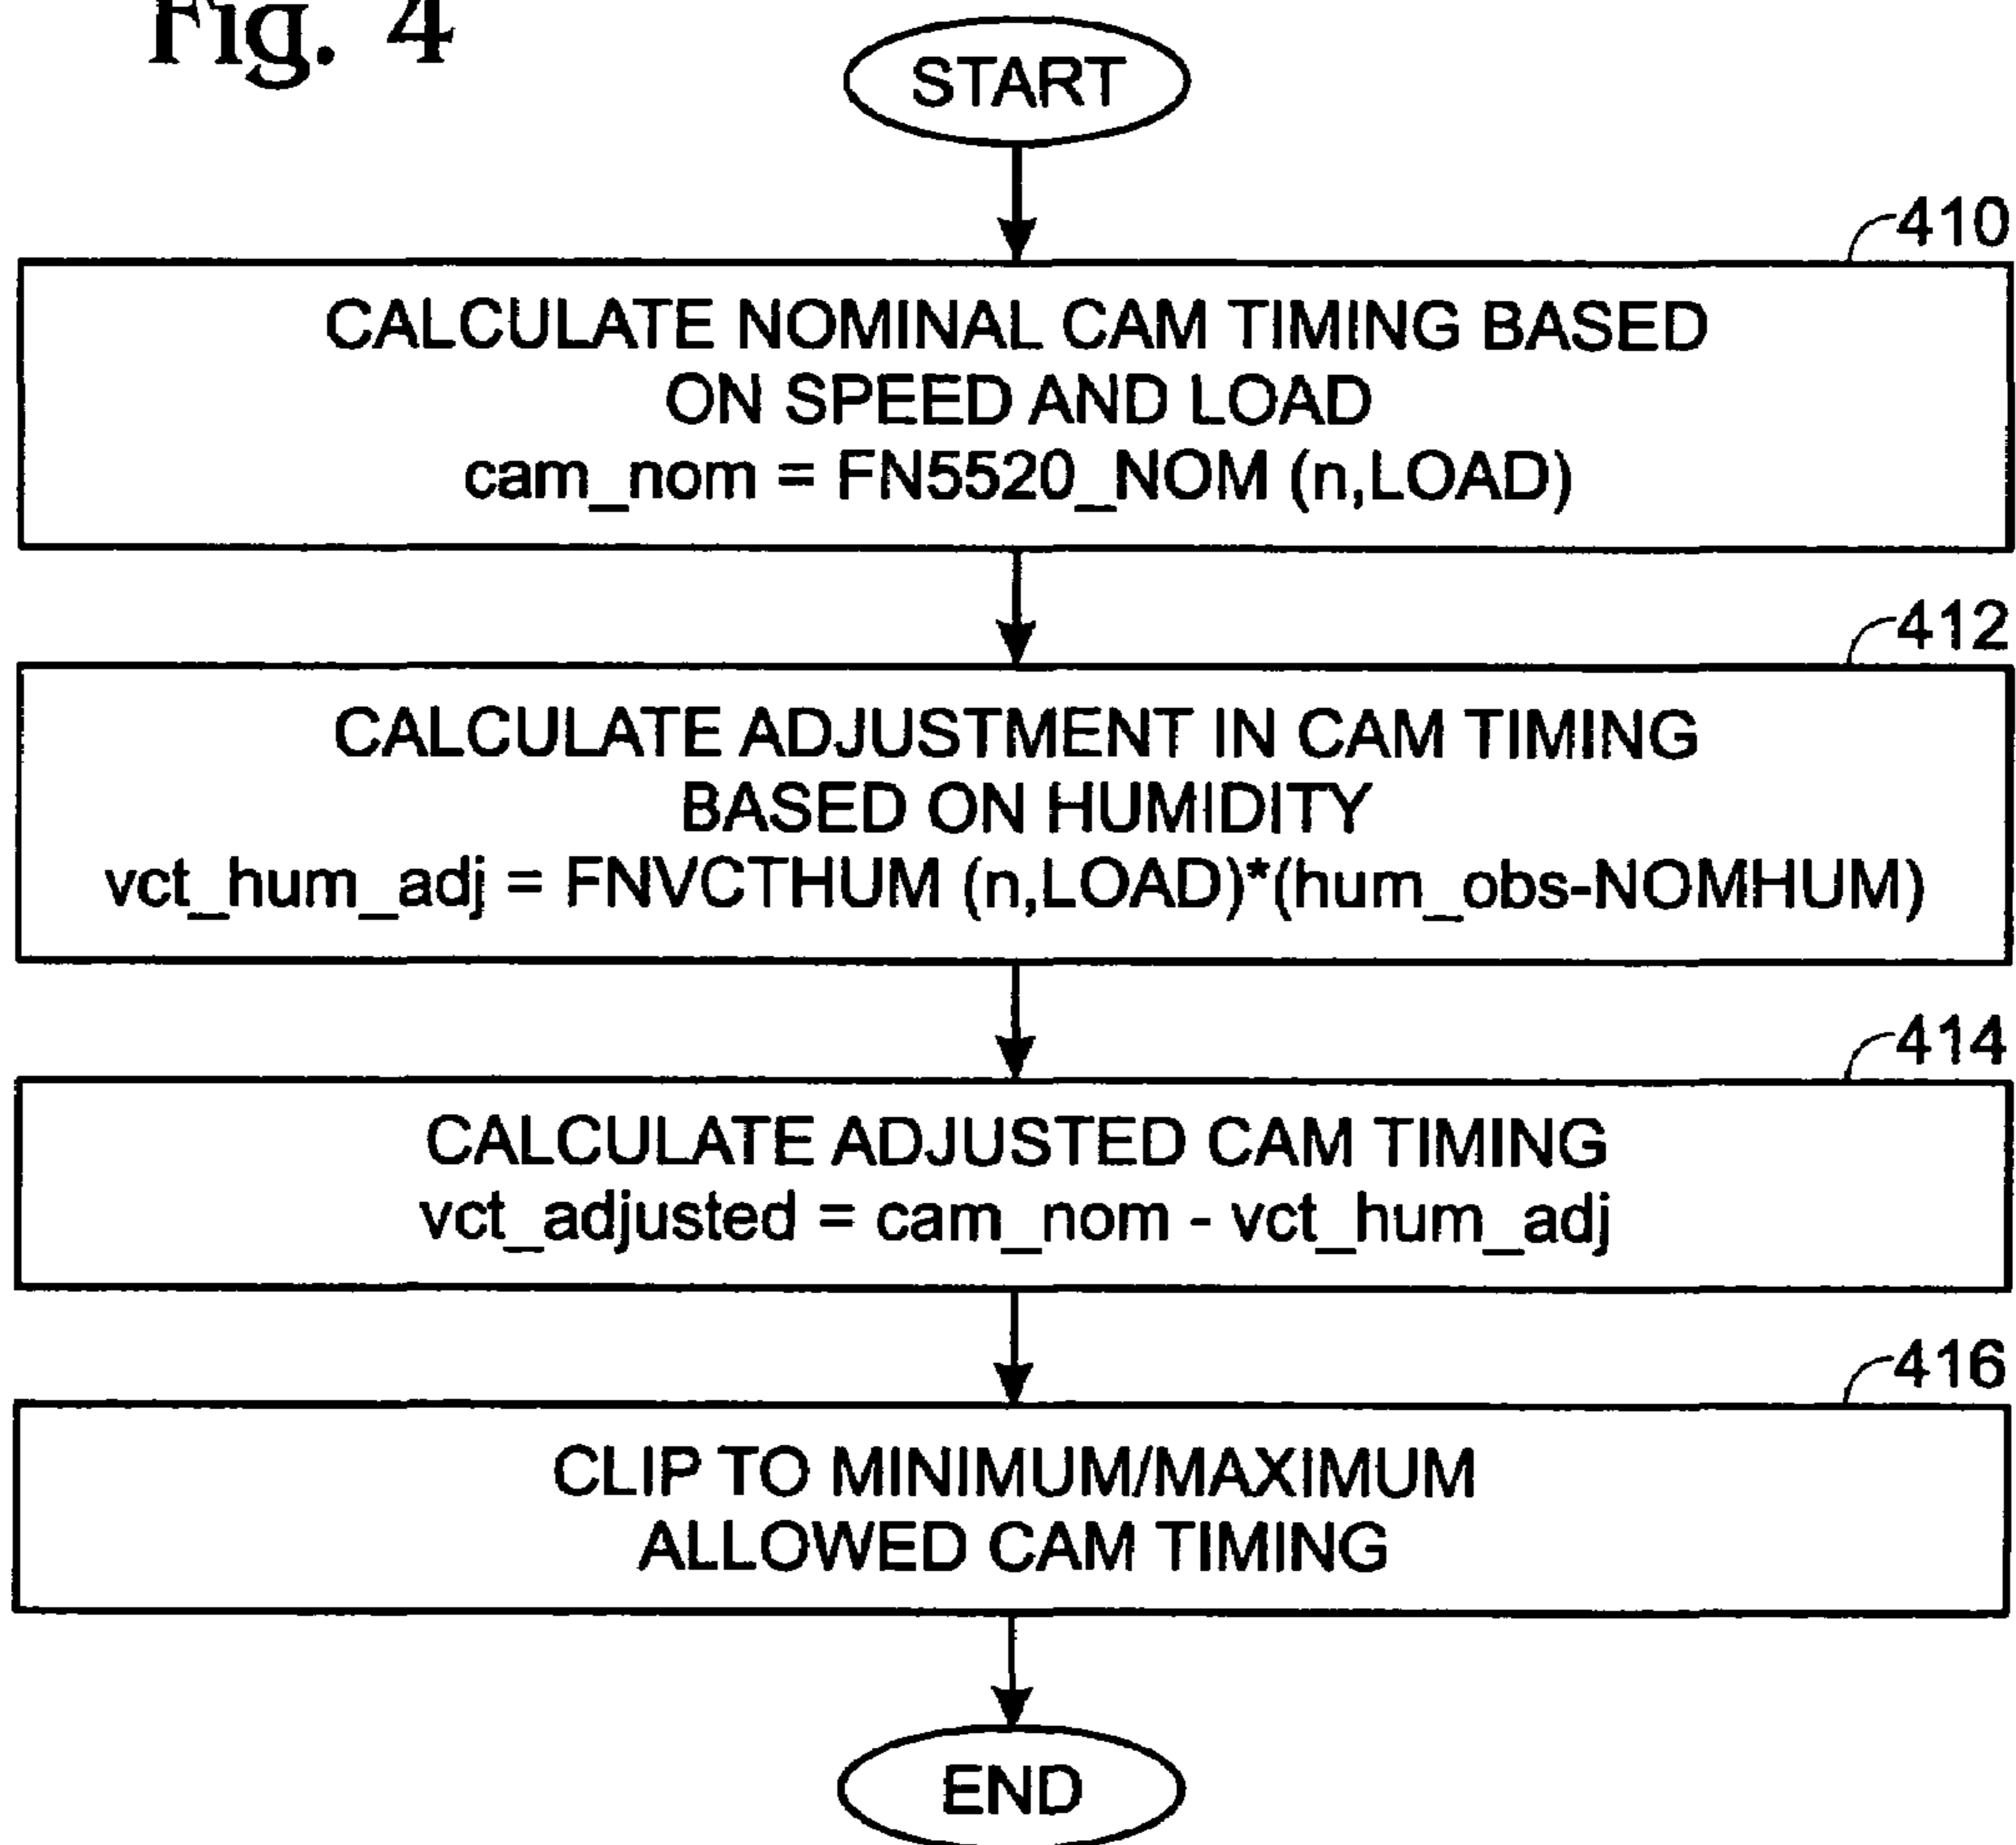 Fig. 4
START
410
CALCULATE NOMINAL CAM TIMING BASED
ON SPEED AND LOAD
cam_nom = FN5520_NOM (n,LOAD)
412
CALCULATE ADJUSTMENT IN CAM TIMING
BASED ON HUMIDITY
vct_hum_adj = FNVCTHUM (n,LOAD)*(hum_obs-NOMHUM)
414
CALCULATE ADJUSTED CAM TIMING
vct_adjusted = cam_nom - vct_hum_adj
416
CLIP TO MINIMUM/MAXIMUM
ALLOWED CAM TIMING
END